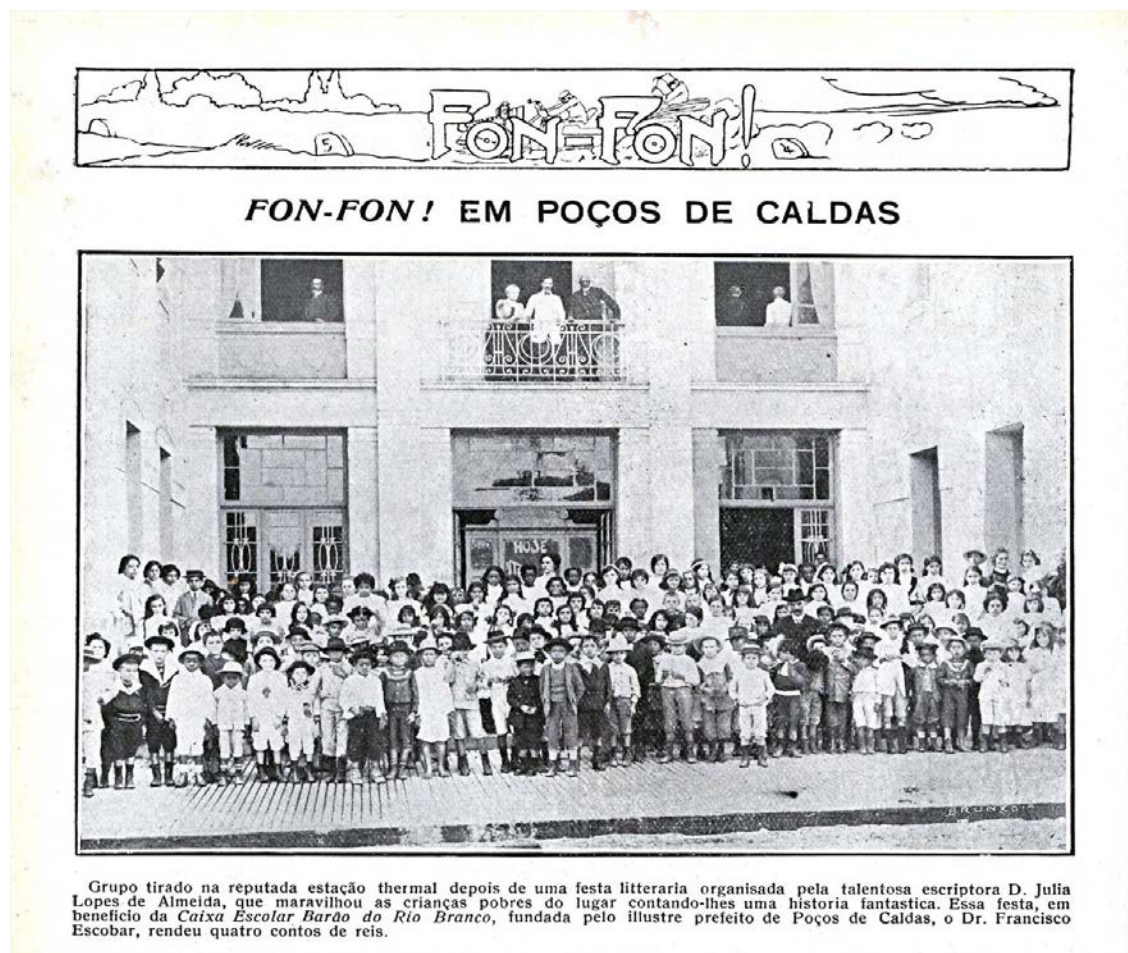 FON-FON!
5
4
FON-FON! EM POÇOS DE CALDAS
HOJE
Grupo tirado na reputada estação thermal depois de uma festa litteraria organisada pela talentosa escriptora D. Julia
Lopes de Almeida, que maravilhou as crianças pobres do lugar contando-lhes uma historia fantastica. Essa festa, em
beneficio da Caixa Escolar Barão do Rio Branco, fundada pelo illustre prefeito de Poços de Caldas, o Dr. Francisco
Escobar, rendeu quatro contos de reis.